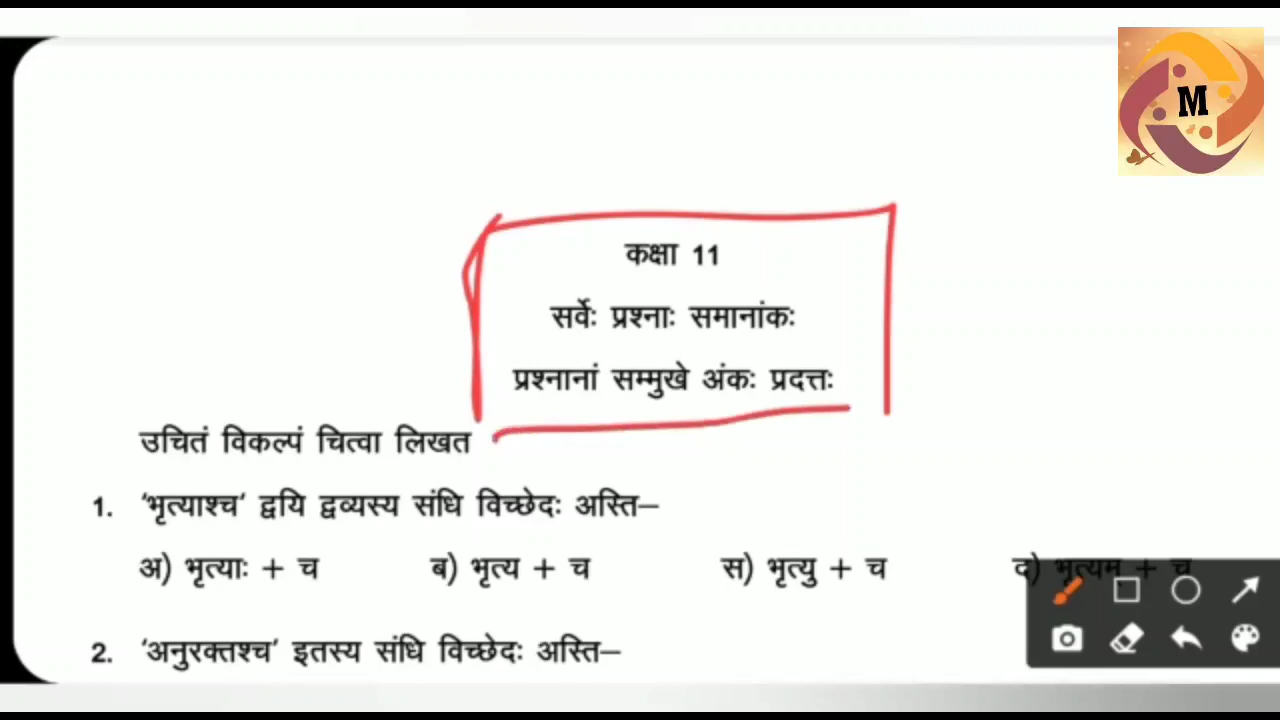 M
कक्षा 11
सर्वेः प्रश्नाः समानांकः
प्रश्नानां सम्मुखे अंकः प्रदत्तः
उचितं विकल्पं चित्वा लिखत
1. ‘भृत्याश्च’ द्वयि द्वव्यस्य संधि विच्छेदः अस्ति–
अ) भृत्याः + च ब) भृत्य + च स) भृत्यु + च द) भृत्यम् + च
2. ‘अनुरक्तश्च’ इतस्य संधि विच्छेदः अस्ति–